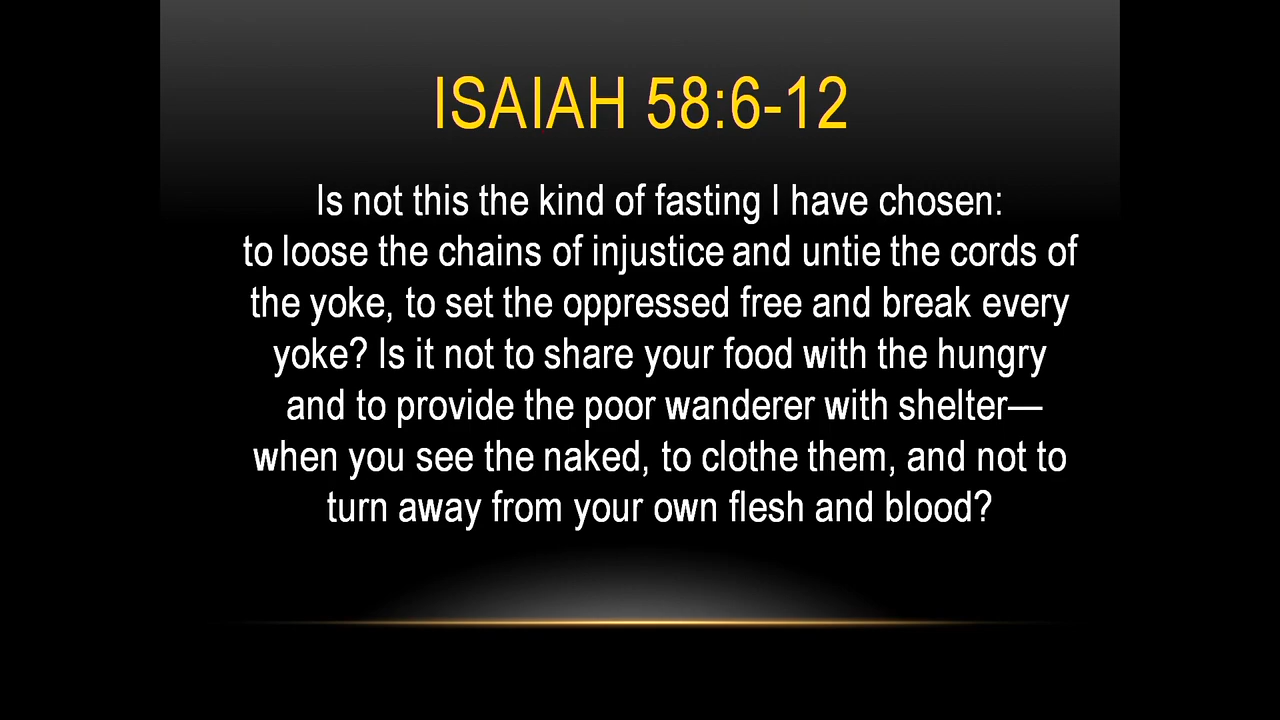 ISAIAH 58:6-12
Is not this the kind of fasting I have chosen:
to loose the chains of injustice and untie the cords of
the yoke, to set the oppressed free and break every
yoke? Is it not to share your food with the hungry
and to provide the poor wanderer with shelter—
when you see the naked, to clothe them, and not to
turn away from your own flesh and blood?